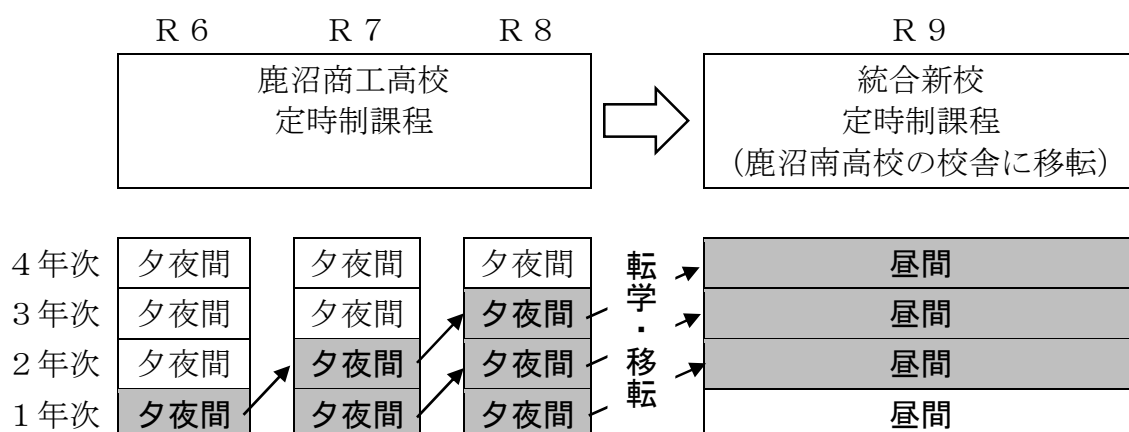 R6 R7 R8 R9
鹿沼商工高校
定時制課程
統合新校
定時制課程
(鹿沼南高校の校舎に移転)
転学・移転
4年次 夕夜間 夕夜間 夕夜間 昼間
3年次 夕夜間 夕夜間 夕夜間 昼間
2年次 夕夜間 夕夜間 夕夜間 昼間
1年次 夕夜間 夕夜間 夕夜間 昼間